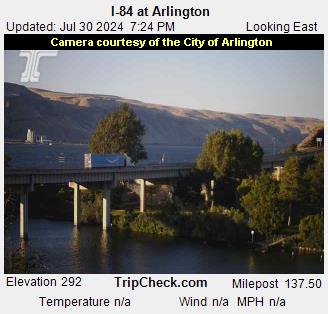 I-84 at Arlington
Updated: Jul 30 2024 7:24 PM Looking East
Camera courtesy of the City of Arlington
Elevation 292 TripCheck.com Milepost 137.50
Temperature n/a Wind n/a MPH n/a